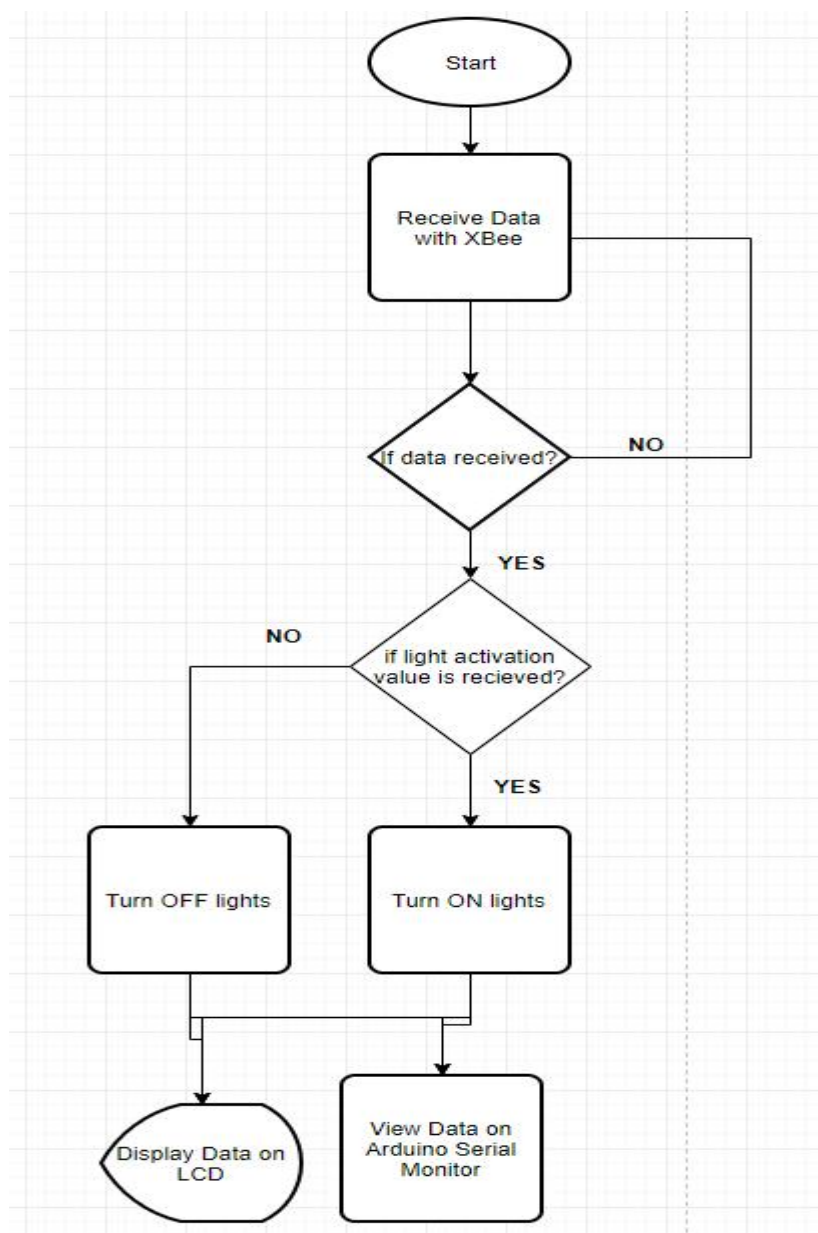 Start
Receive Data
with XBee
If data received?
NO
YES
NO
if light activation
value is recieved?
YES
Turn OFF lights
Turn ON lights
Display Data on
LCD
View Data on
Arduino Serial
Monitor